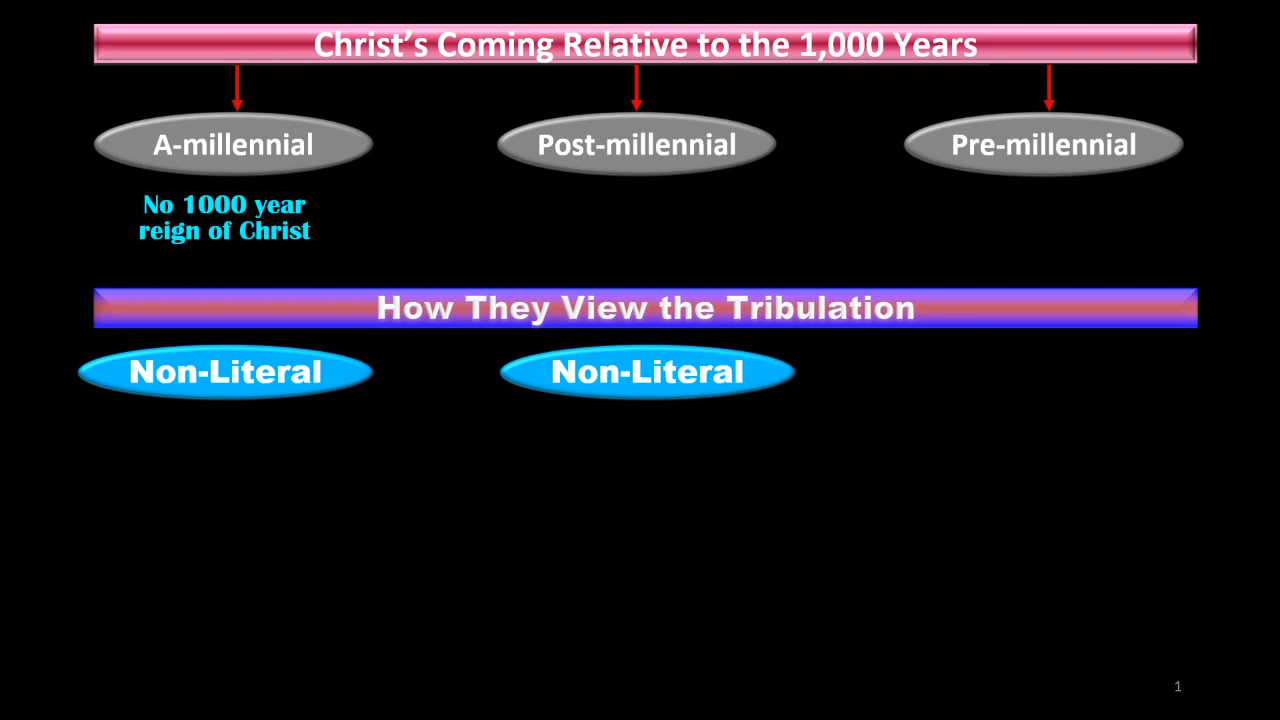 Christ’s Coming Relative to the 1,000 Years
A-millennial
Post-millennial
Pre-millennial
No 1000 year
reign of Christ
How They View the Tribulation
Non-Literal
Non-Literal
1